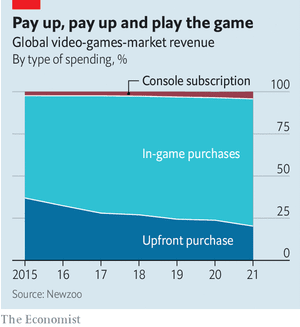 Pay up, pay up and play the game
Global video-games-market revenue
By type of spending, %
Console subscription
100
In-game purchases
75
50
25
Upfront purchase
0
2015 16 17 18 19 20 21
Source: Newzoo
The Economist